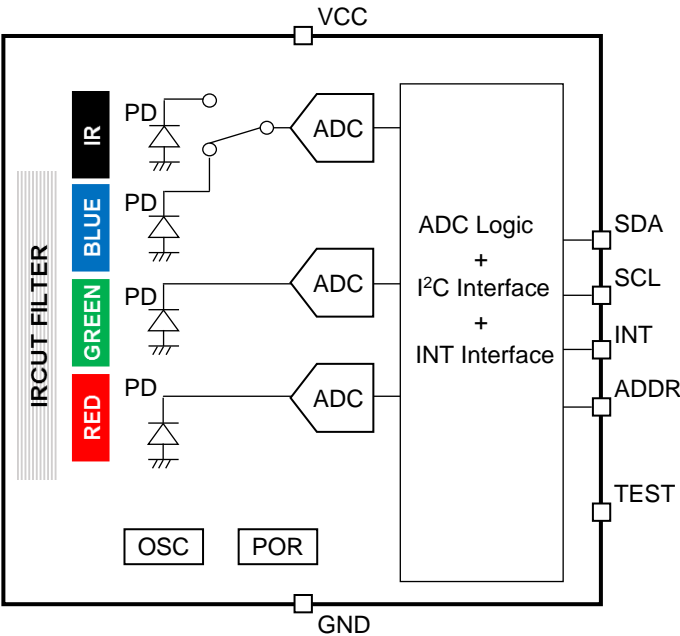 VCC
IR
PD
ADC
BLUE
PD
IRCUT FILTER
GREEN
PD
ADC
RED
PD
ADC
ADC Logic
+
I²C Interface
+
INT Interface
SDA
SCL
INT
ADDR
TEST
OSC
POR
GND